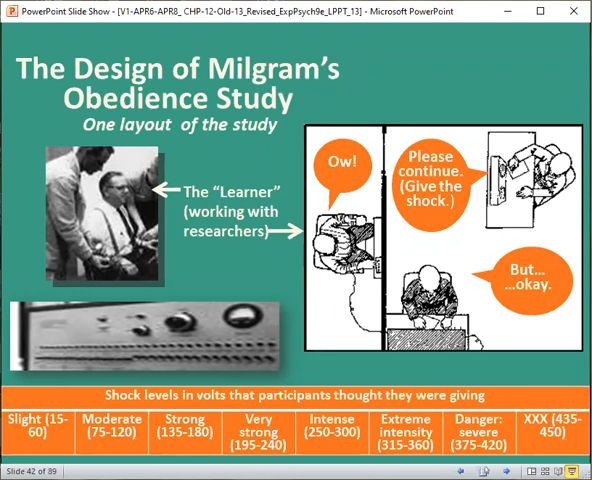 PowerPoint Slide Show - [V1-APR6-APR8_ CHP-12-Old-13_Revised_ExpPsych9e_LPPT_13] - Microsoft PowerPoint
The Design of Milgram's
Obedience Study
One layout of the study
The "Learner"
(working with
researchers)
Ow!
Please
continue.
(Give the
shock.)
But…
…okay.
Shock levels in volts that participants thought they were giving
Slight (15-
60)
Moderate
(75-120)
Strong
(135-180)
Very
strong
(195-240)
Intense
(250-300)
Extreme
intensity
(315-360)
Danger:
severe
(375-420)
XXX (435-
450)
Slide 42 of 89